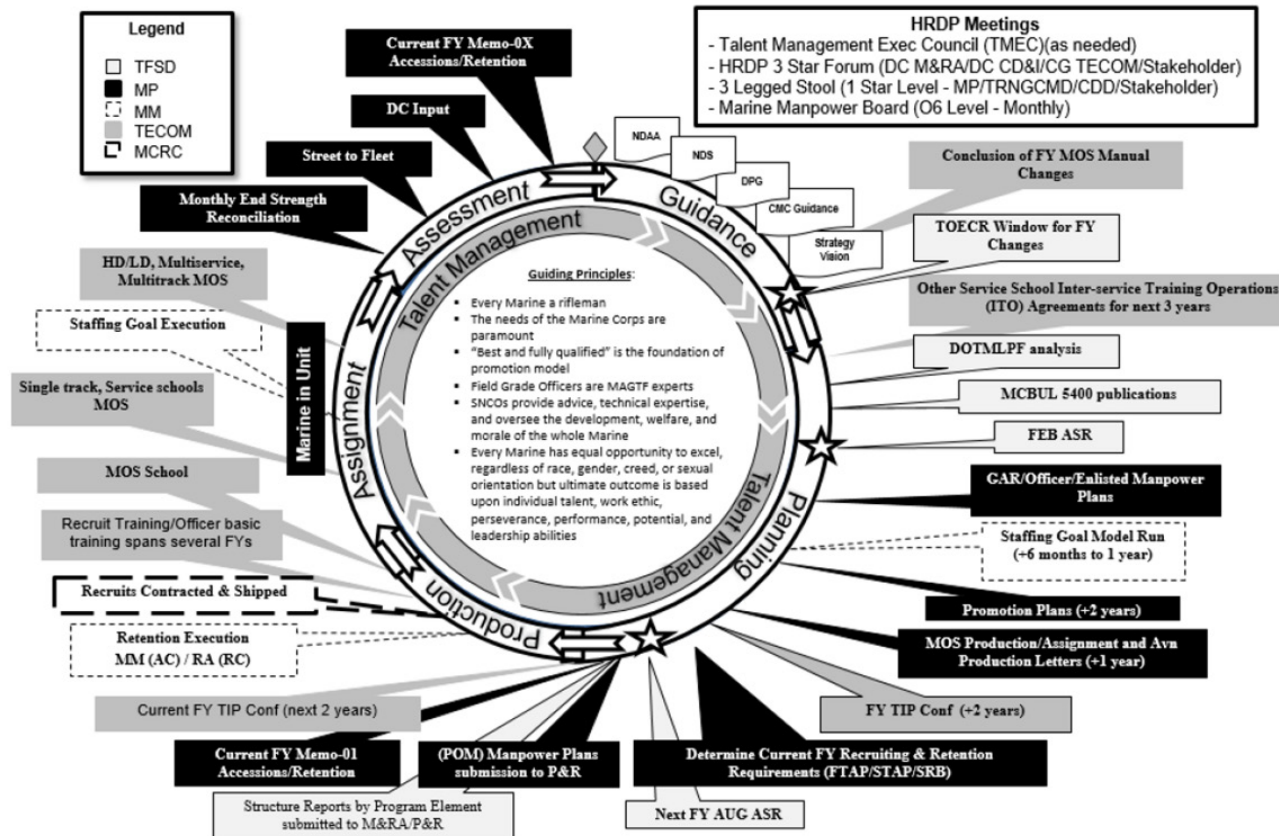 Legend
TFSD
MP
MM
TECOM
MCRC
Current FY Memo-0X
Accessions/Retention
DC Input
Street to Fleet
Monthly End Strength
Reconciliation
HD/LD, Multiservice,
Multitrack MOS
Staffing Goal Execution
Single track, Service schools
MOS
Marine in Unit
MOS School
Recruit Training/Officer basic
training spans several FYs
Recruits Contracted & Shipped
Retention Execution
MM (AC) / RA (RC)
Current FY TIP Conf (next 2 years)
Current FY Memo-01
Accessions/Retention
Structure Reports by Program Element
submitted to M&RA/P&R
(POM) Manpower Plans
submission to P&R
Next FY AUG ASR
Determine Current FY Recruiting & Retention
Requirements (FTAP/STAP/SRB)
FY TIP Conf (+2 years)
MOS Production/Assignment and Avn
Production Letters (+1 year)
Promotion Plans (+2 years)
Staffing Goal Model Run
(+6 months to 1 year)
GAR/Officer/Enlisted Manpower
Plans
FEB ASR
MCBUL 5400 publications
DOTMLPF analysis
Other Service School Inter-service Training Operations
(ITO) Agreements for next 3 years
TOECR Window for FY
Changes
Conclusion of FY MOS Manual
Changes
HRDP Meetings
- Talent Management Exec Council (TMEC)(as needed)
- HRDP 3 Star Forum (DC M&RA/DC CD&I/CG TECOM/Stakeholder)
- 3 Legged Stool (1 Star Level - MP/TRNGCMD/CDD/Stakeholder)
- Marine Manpower Board (O6 Level - Monthly)
NDAA
NDS
DPG
CMC Guidance
Strategy
Vision
Assessment
Guidance
Planning
Production
Assignment
Talent Management
Talent Management
Guiding Principles:
▪ Every Marine a rifleman
▪ The needs of the Marine Corps are
paramount
▪ “Best and fully qualified” is the foundation of
promotion model
▪ Field Grade Officers are MAGTF experts
▪ SNCOs provide advice, technical expertise,
and oversee the development, welfare, and
morale of the whole Marine
▪ Every Marine has equal opportunity to excel,
regardless of race, gender, creed, or sexual
orientation but ultimate outcome is based
upon individual talent, work ethic,
perseverance, performance, potential, and
leadership abilities